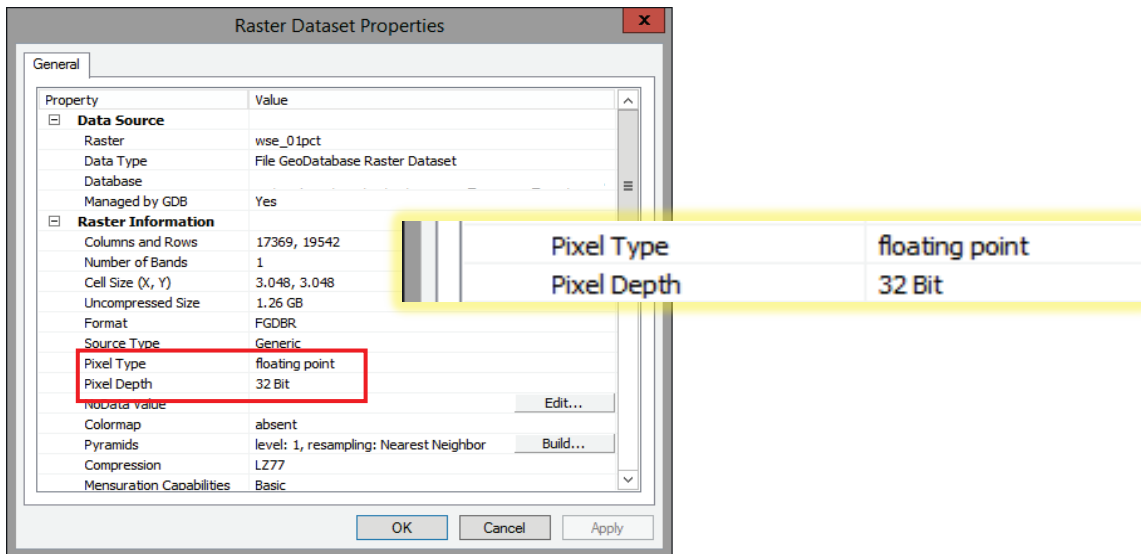 Raster Dataset Properties
x
General
Property Value
Data Source
Raster wse_01pct
Data Type File GeoDatabase Raster Dataset
Database
Managed by GDB Yes
Raster Information
Columns and Rows 17369, 19542
Number of Bands 1
Cell Size (X, Y) 3.048, 3.048
Uncompressed Size 1.26 GB
Format FGDBR
Source Type Generic
Pixel Type floating point
Pixel Depth 32 Bit
NoData Value Edit...
Colormap absent
Pyramids level: 1, resampling: Nearest Neighbor Build...
Compression LZ77
Mensuration Capabilities Basic
OK Cancel Apply
Pixel Type floating point
Pixel Depth 32 Bit